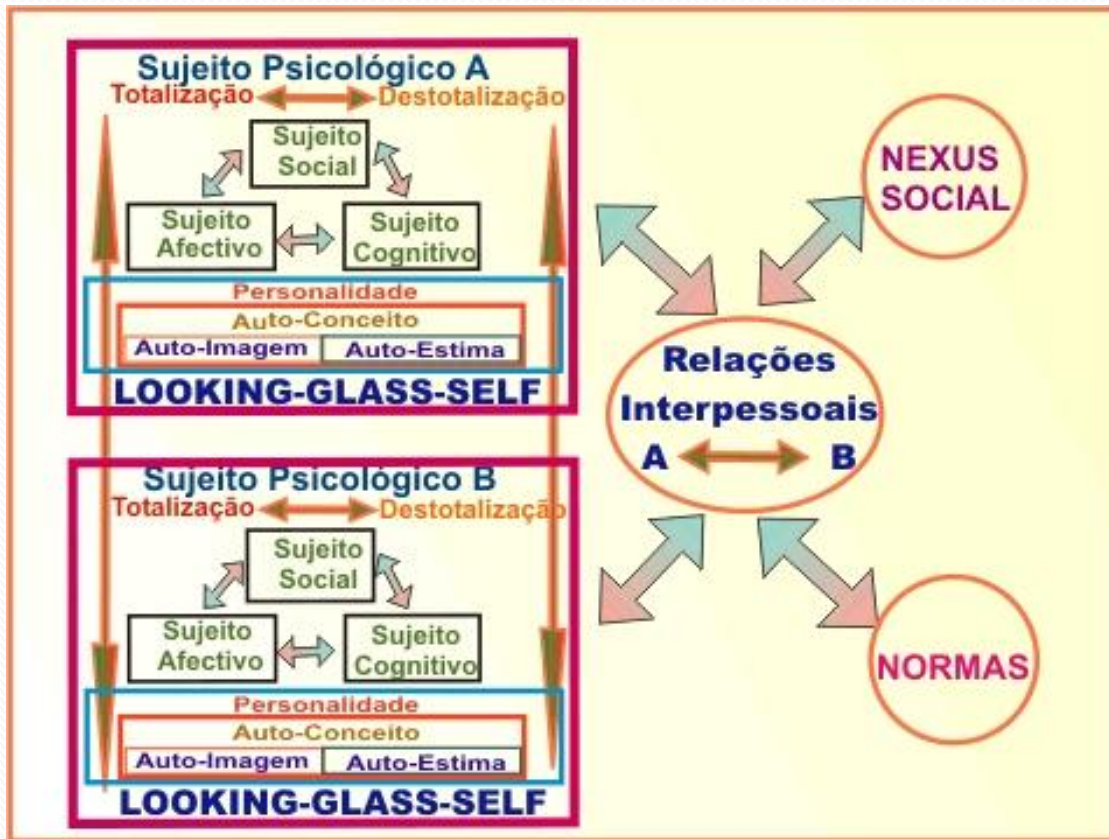 Sujeito Psicológico A
Totalização Destotalização
Sujeito
Social
Sujeito
Afectivo
Sujeito
Cognitivo
Personalidade
Auto-Conceito
Auto-Imagem Auto-Estima
LOOKING-GLASS-SELF
Sujeito Psicológico B
Totalização Destotalização
Sujeito
Social
Sujeito
Afectivo
Sujeito
Cognitivo
Personalidade
Auto-Conceito
Auto-Imagem Auto-Estima
LOOKING-GLASS-SELF
Relações
Interpessoais
A B
NEXUS
SOCIAL
NORMAS